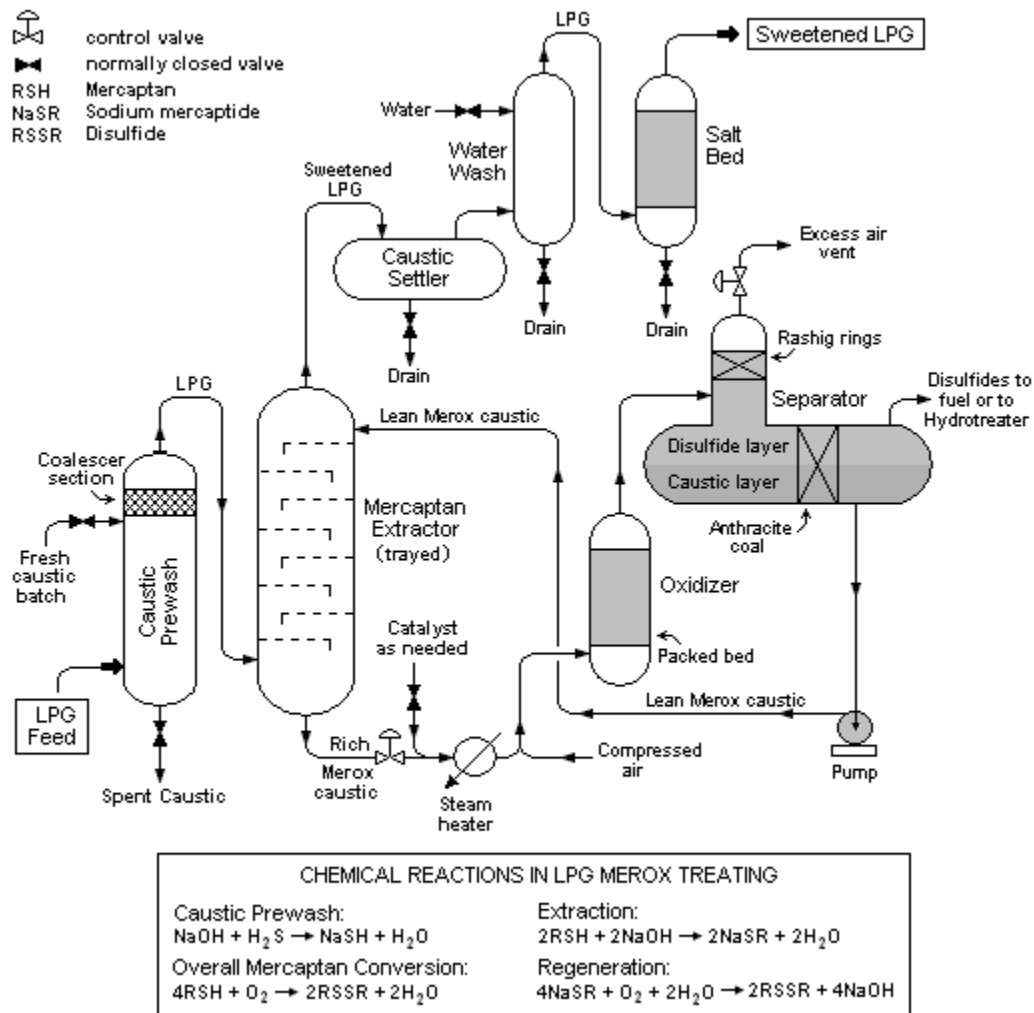 control valve
normally closed valve
RSH Mercaptan
NaSR Sodium mercaptide
RSSR Disulfide
LPG
Sweetened LPG
Water
Water
Wash
Salt
Bed
Sweetened
LPG
Caustic
Settler
Excess air
vent
Drain
Drain
Drain
Rashig rings
LPG
Separator
Disulfides to
fuel or to
Hydrotreater
Lean Merox caustic
Disulfide layer
Caustic layer
Coalescer
section
Mercaptan
Extractor
(trayed)
Anthracite
coal
Fresh
caustic
batch
Caustic
Prewash
Oxidizer
Catalyst
as needed
Packed bed
LPG
Feed
Lean Merox caustic
Rich
Merox
caustic
Compressed
air
Pump
Steam
heater
Spent Caustic
CHEMICAL REACTIONS IN LPG MEROX TREATING
Caustic Prewash:
NaOH + H₂S → NaSH + H₂O
Extraction:
2RSH + 2NaOH → 2NaSR + 2H₂O
Overall Mercaptan Conversion:
4RSH + O₂ → 2RSSR + 2H₂O
Regeneration:
4NaSR + O₂ + 2H₂O → 2RSSR + 4NaOH